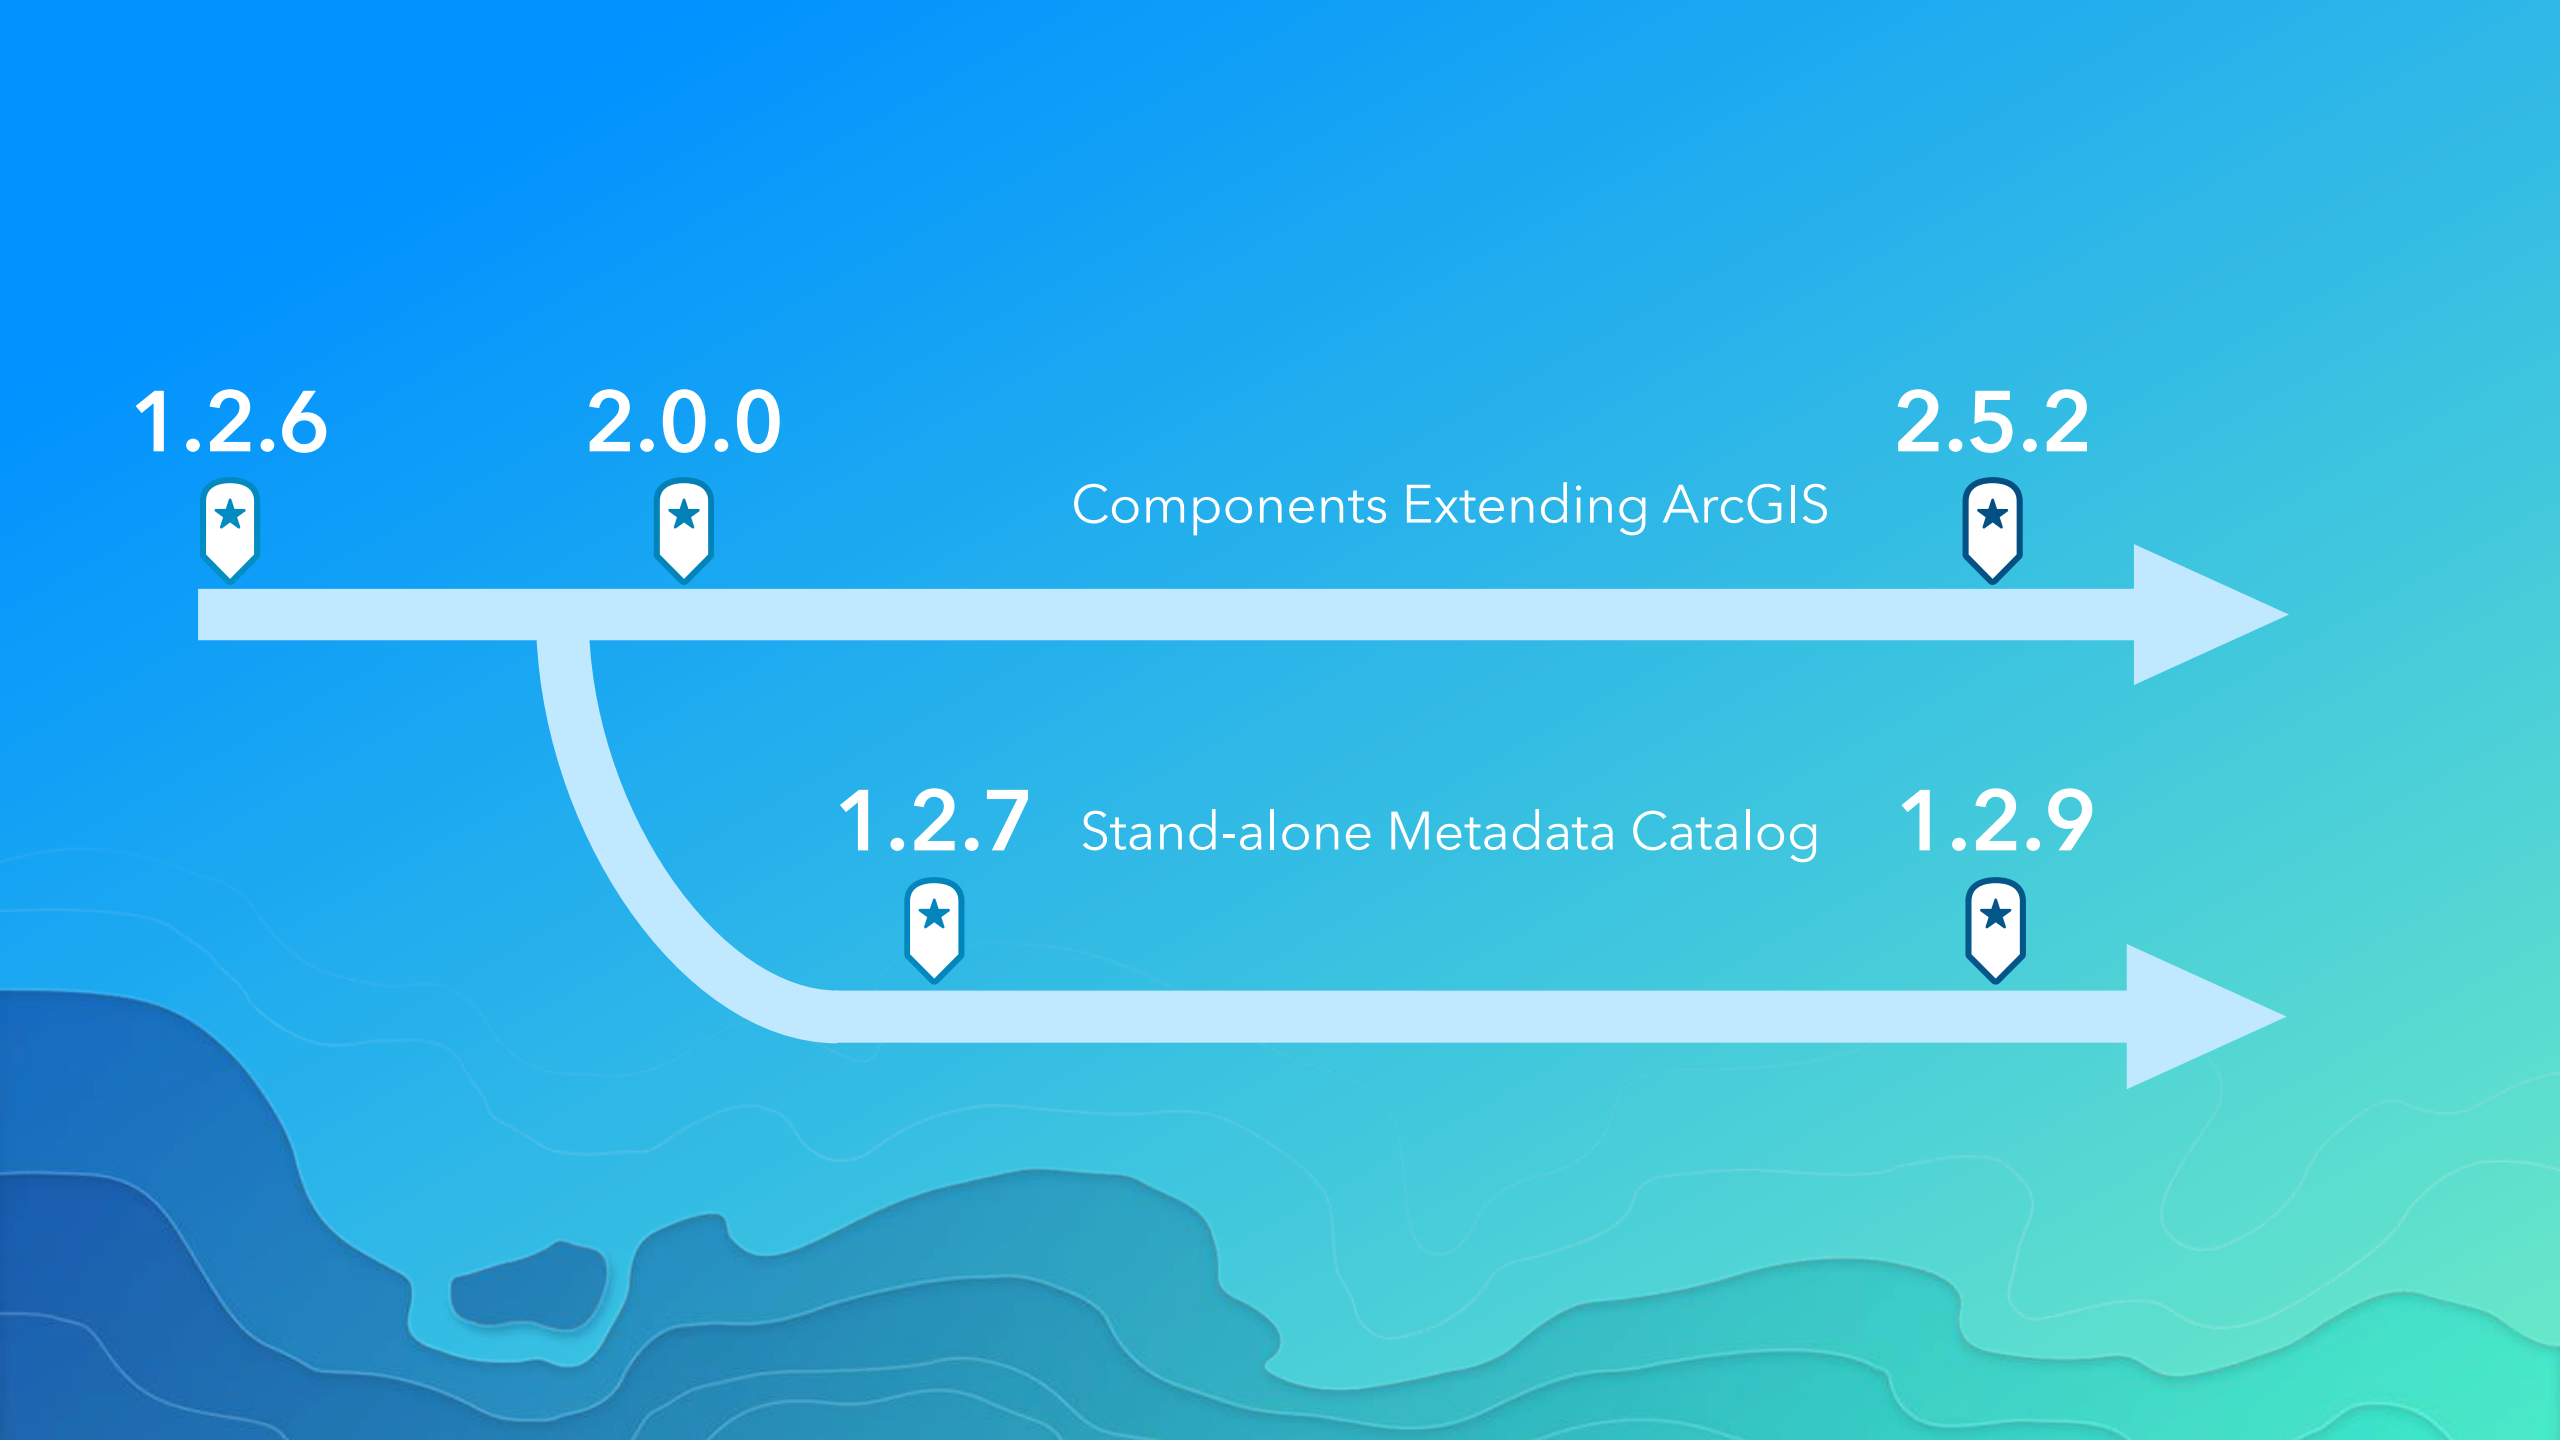 1.2.6
2.0.0
2.5.2
Components Extending ArcGIS
1.2.7
Stand-alone Metadata Catalog
1.2.9